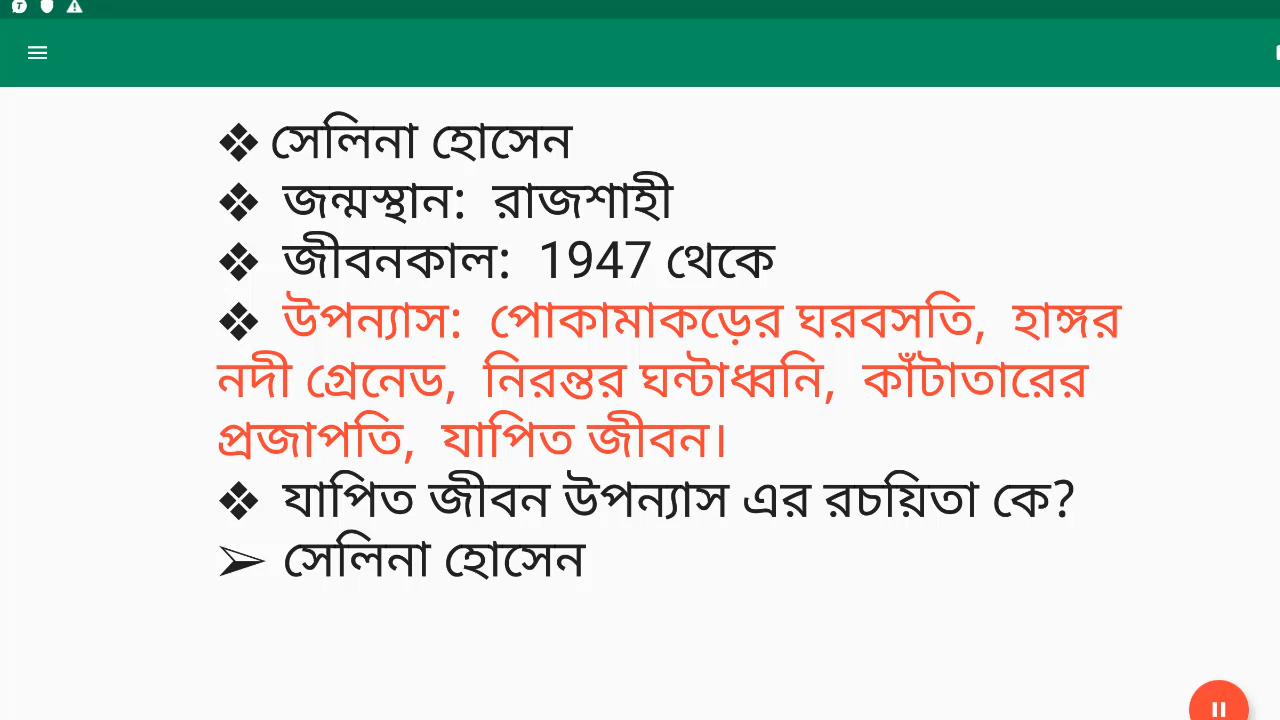 ❖ সেলিনা হোসেন
❖ জন্মস্থান: রাজশাহী
❖ জীবনকাল: 1947 থেকে
❖ উপন্যাস: পোকামাকড়ের ঘরবসতি, হাঙ্গর
নদী গ্রেনেড, নিরন্তর ঘন্টাধ্বনি, কাঁটাতারের
প্রজাপতি, যাপিত জীবন।
❖ যাপিত জীবন উপন্যাস এর রচয়িতা কে?
➢ সেলিনা হোসেন